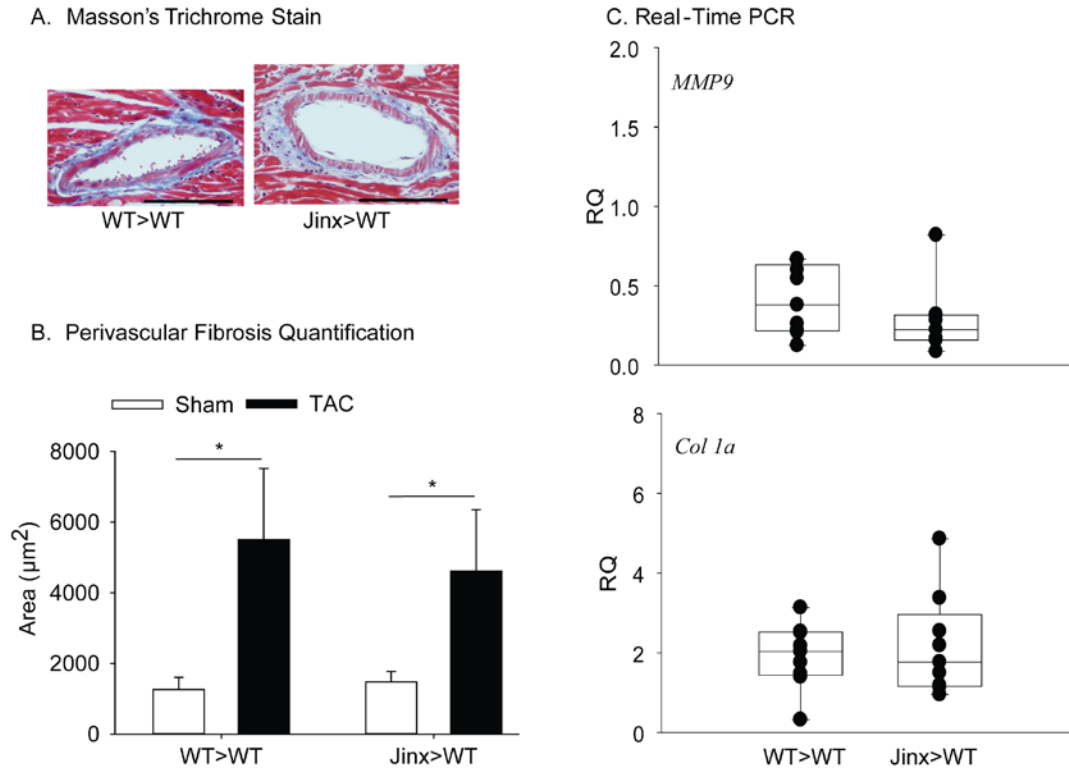 A. Masson's Trichrome Stain
WT>WT
Jinx>WT
B. Perivascular Fibrosis Quantification
Sham
TAC
8000
6000
4000
2000
0
Area (µm²)
*
*
WT>WT
Jinx>WT
C. Real-Time PCR
2.0
1.5
1.0
0.5
0.0
RQ
MMP9
8
6
4
2
0
RQ
Col 1a
WT>WT
Jinx>WT